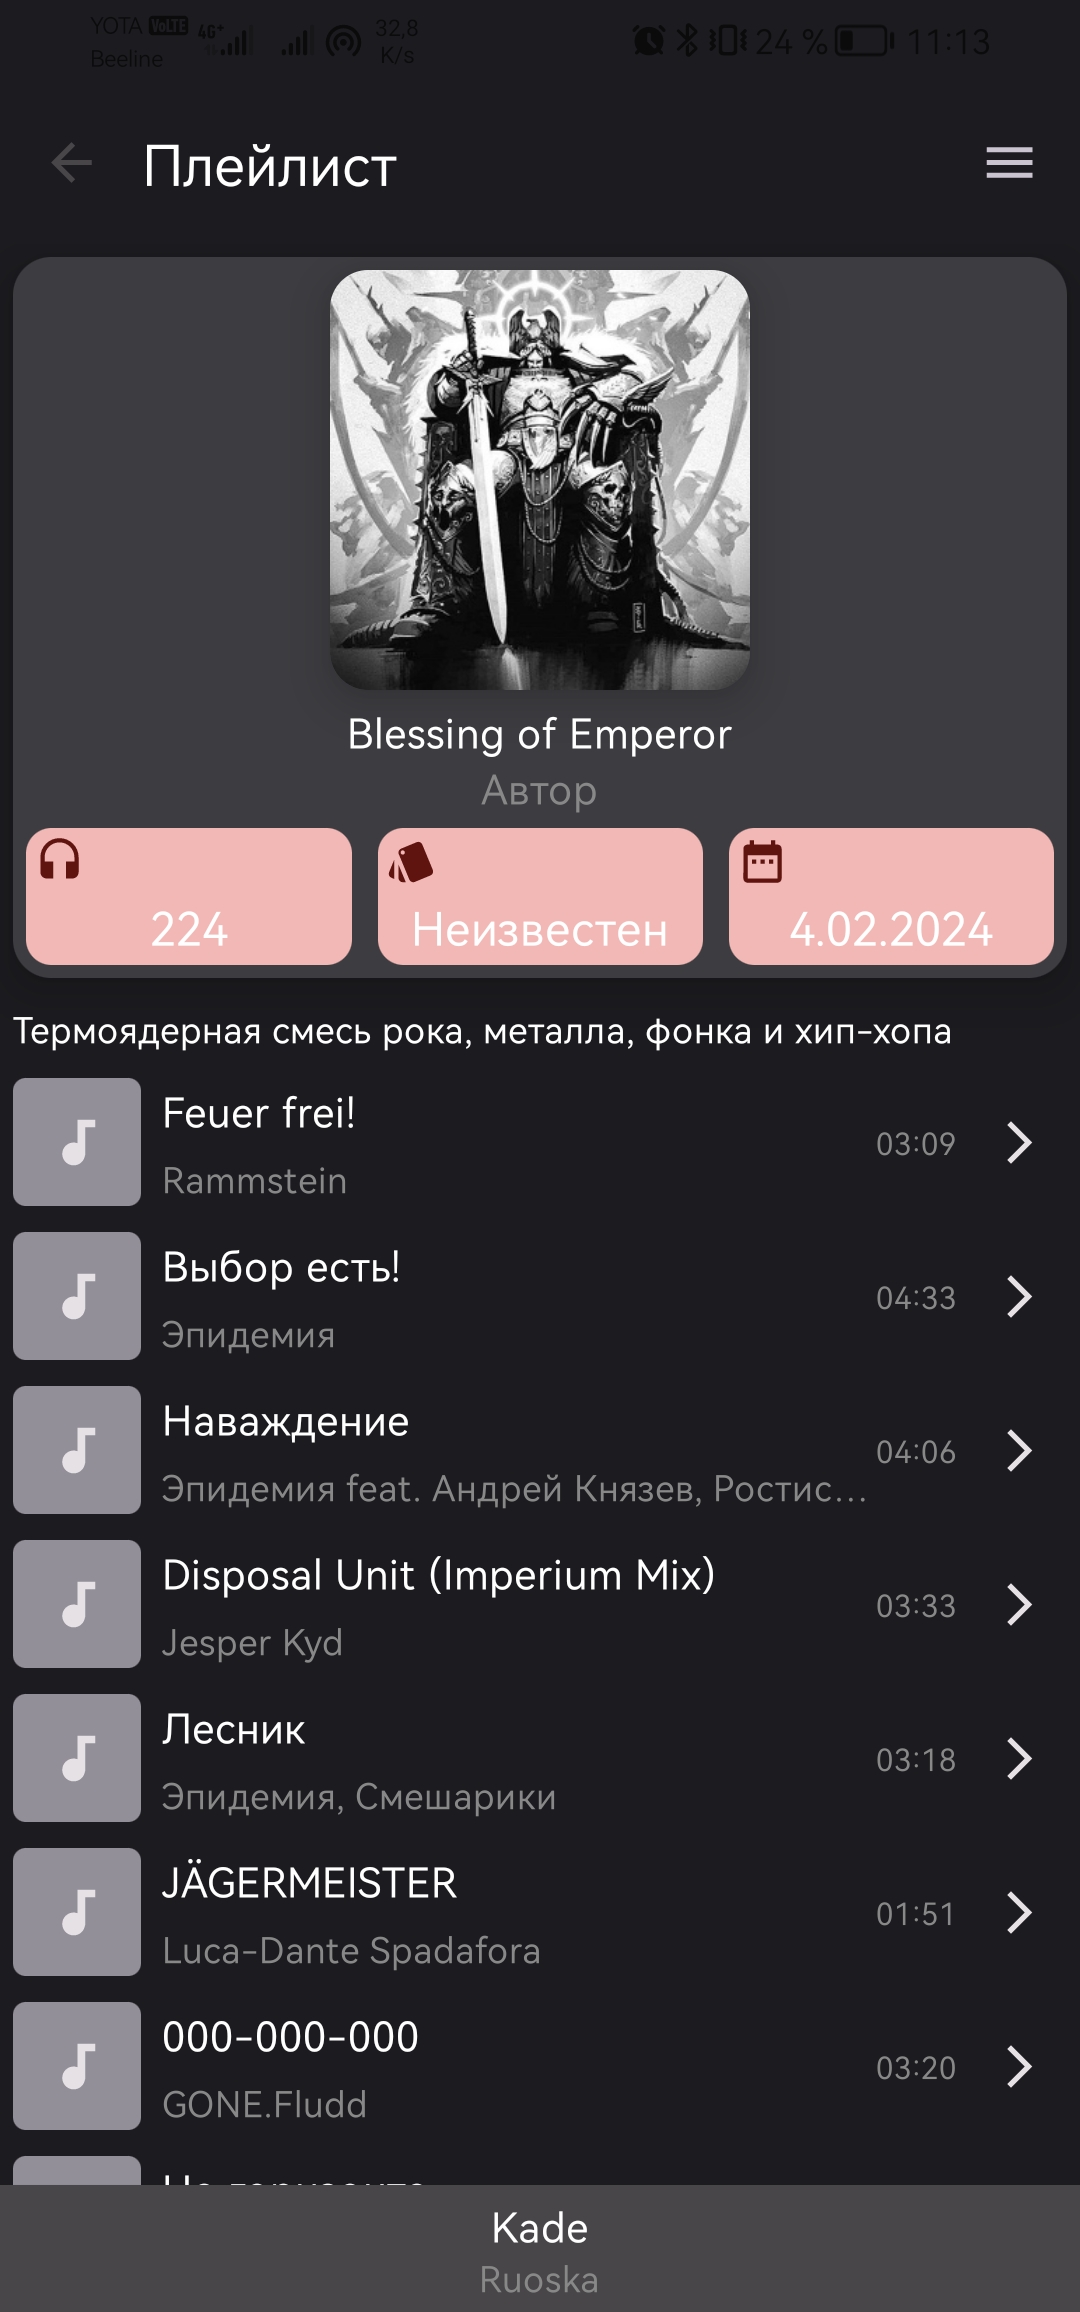 YOTA VoLTE 4G+ 32,8 24 % 11:13
Beeline K/s
Плейлист
Blessing of Emperor
Автор
224 Неизвестен 4.02.2024
Термоядерная смесь рока, металла, фонка и хип-хопа
Feuer frei!
03:09
Rammstein
Выбор есть!
04:33
Эпидемия
Наваждение
04:06
Эпидемия feat. Андрей Князев, Ростис...
Disposal Unit (Imperium Mix)
03:33
Jesper Kyd
Лесник
03:18
Эпидемия, Смешарики
JÄGERMEISTER
01:51
Luca-Dante Spadafora
000-000-000
03:20
GONE.Fludd
Kade
Ruoska